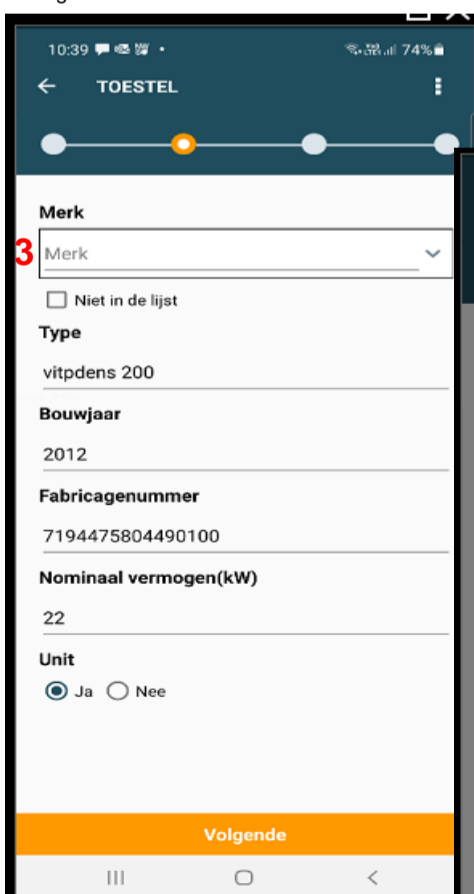 10:39
74%
TOESTEL
Merk
3
Merk
Niet in de lijst
Type
vitpdens 200
Bouwjaar
2012
Fabricagenummer
7194475804490100
Nominaal vermogen(kW)
22
Unit
Ja Nee
Volgende